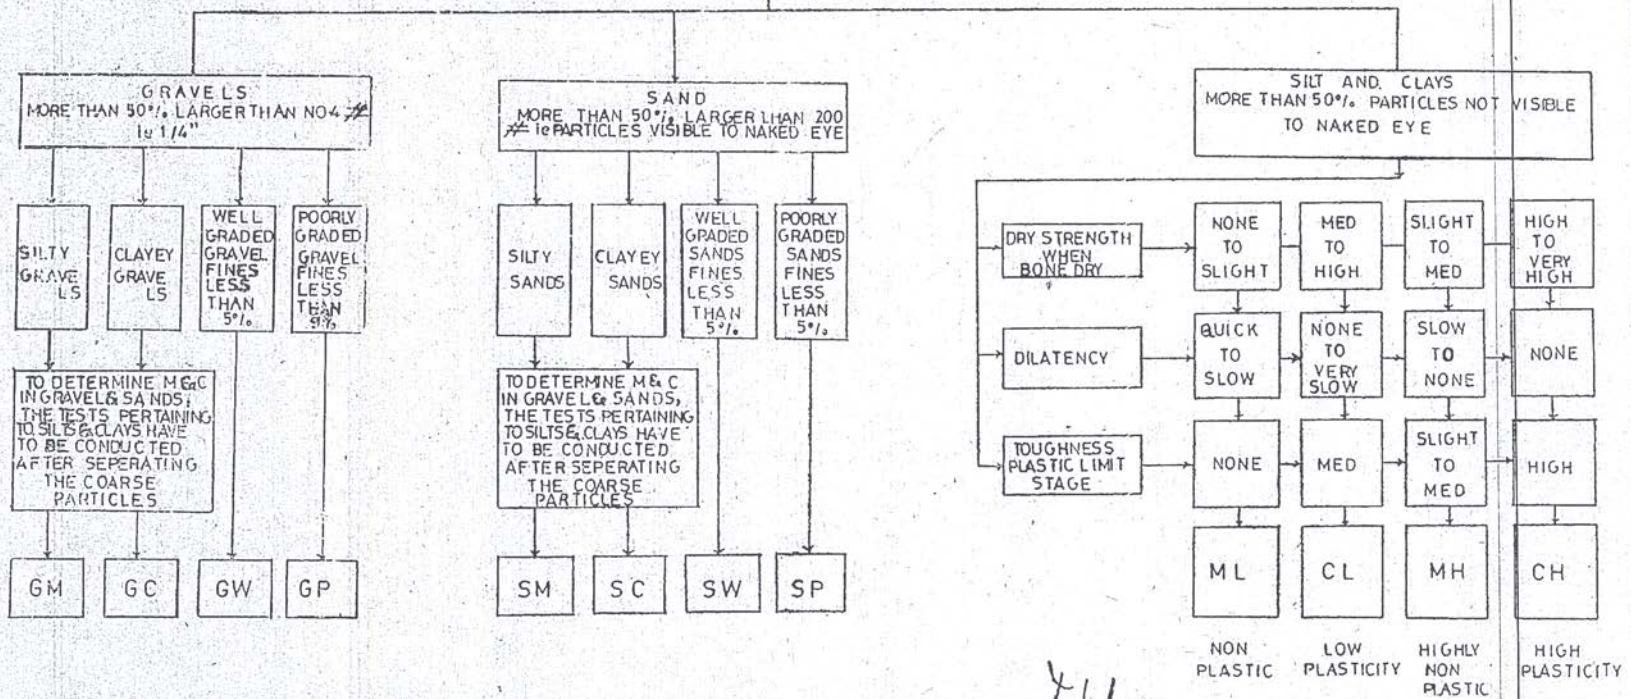 GRAVELS
MORE THAN 50% LARGER THAN NO4 #
ie 1/4"
SILTY
GRAVE
LS
CLAYEY
GRAVE
LS
WELL
GRADED
GRAVEL
FINES
LESS
THAN
5%
POORLY
GRADED
GRAVEL
FINES
LESS
THAN
TO DETERMINE M&C
IN GRAVEL& SANDS,
THE TESTS PERTAINING
TO SILTS&CLAYS HAVE
TO BE CONDUCTED
AFTER SEPERATING
THE COARSE
PARTICLES
GM
GC
GW
GP
SAND
MORE THAN 50% LARGER LHAN 200
# ie PARTICLES VISIBLE TO NAKED EYE
SILTY
SANDS
CLAYEY
SANDS
WELL
GRADED
SANDS
FINES
LESS
THAN
5%
POORLY
GRADED
SANDS
FINES
LESS
THAN
5%
TO DETERMINE M& C
IN GRAVEL& SANDS,
THE TESTS PERTAINING
TO SILTS& CLAYS HAVE
TO BE CONDUCTED
AFTER SEPERATING
THE COARSE
PARTICLES
SM
SC
SW
SP
SILT AND CLAYS
MORE THAN 50% PARTICLES NOT VISIBLE
TO NAKED EYE
DRY STRENGTH
WHEN
BONE DRY
NONE
TO
SLIGHT
MED
TO
HIGH
SLIGHT
TO
MED
HIGH
TO
VERY
HIGH
DILATENCY
QUICK
TO
SLOW
NONE
TO
VERY
SLOW
SLOW
TO
NONE
NONE
TOUGHNESS
PLASTIC LIMIT
STAGE
NONE
MED
SLIGHT
TO
MED
HIGH
ML
CL
MH
CH
NON
PLASTIC
LOW
PLASTICITY
HIGHLY
NON
PLASTIC
HIGH
PLASTICITY